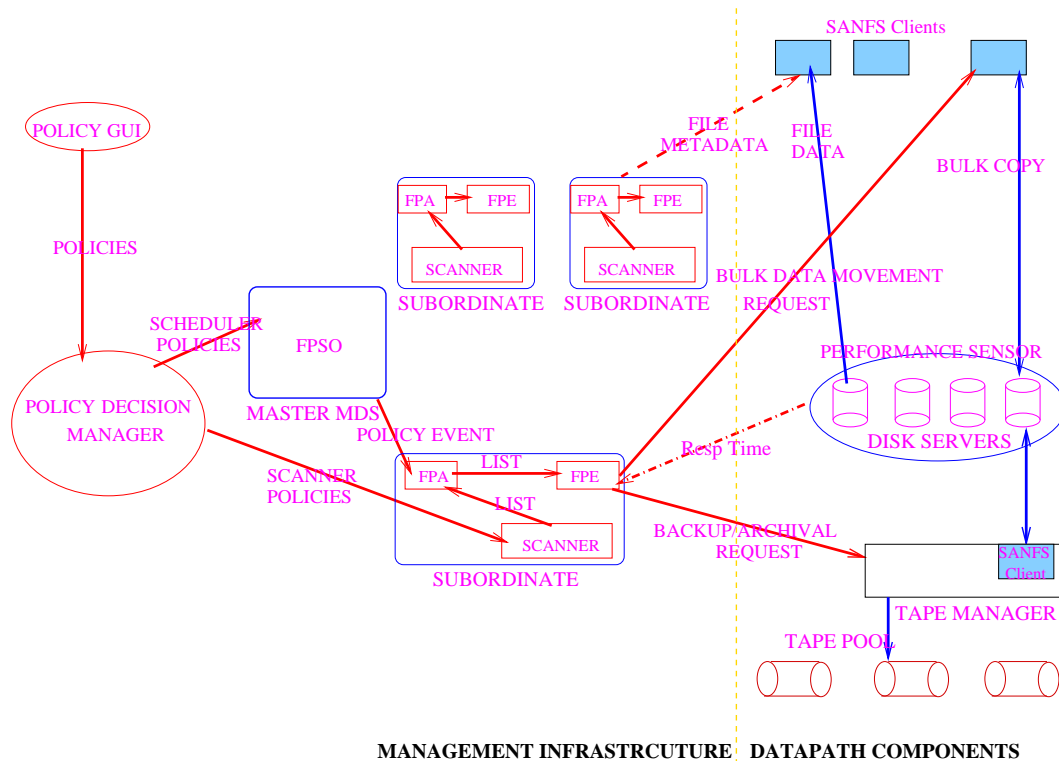 SANFS Clients
POLICY GUI
FILE
METADATA
FILE
DATA
BULK COPY
FPA
FPE
SCANNER
SUBORDINATE
FPA
FPE
SCANNER
SUBORDINATE
POLICIES
BULK DATA MOVEMENT
REQUEST
SCHEDULER
POLICIES
FPSO
MASTER MDS
PERFORMANCE SENSOR
DISK SERVERS
POLICY DECISION
MANAGER
POLICY EVENT
Resp Time
SCANNER
POLICIES
LIST
FPA
FPE
LIST
SCANNER
SUBORDINATE
BACKUP/ARCHIVAL
REQUEST
SANFS
Client
TAPE MANAGER
TAPE POOL
MANAGEMENT INFRASTRCUTURE
DATAPATH COMPONENTS